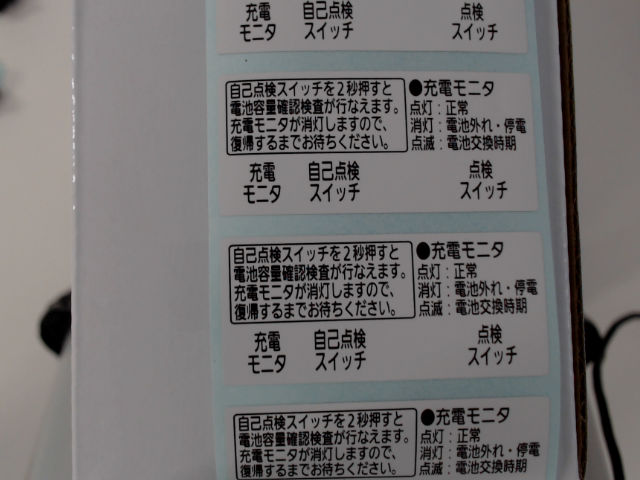 充電 自己点検 点検
モニタ スイッチ スイッチ
自己点検スイッチを2秒押すと
電池容量確認検査が行なえます。
充電モニタが消灯しますので、
復帰するまでお待ちください。
●充電モニタ
点灯：正常
消灯：電池外れ・停電
点滅：電池交換時期
充電 自己点検 点検
モニタ スイッチ スイッチ
自己点検スイッチを2秒押すと
電池容量確認検査が行なえます。
充電モニタが消灯しますので、
復帰するまでお待ちください。
●充電モニタ
点灯：正常
消灯：電池外れ・停電
点滅：電池交換時期
充電 自己点検 点検
モニタ スイッチ スイッチ
自己点検スイッチを2秒押すと
電池容量確認検査が行なえます。
充電モニタが消灯しますので、
復帰するまでお待ちください。
●充電モニタ
点灯：正常
消灯：電池外れ・停電
点滅：電池交換時期